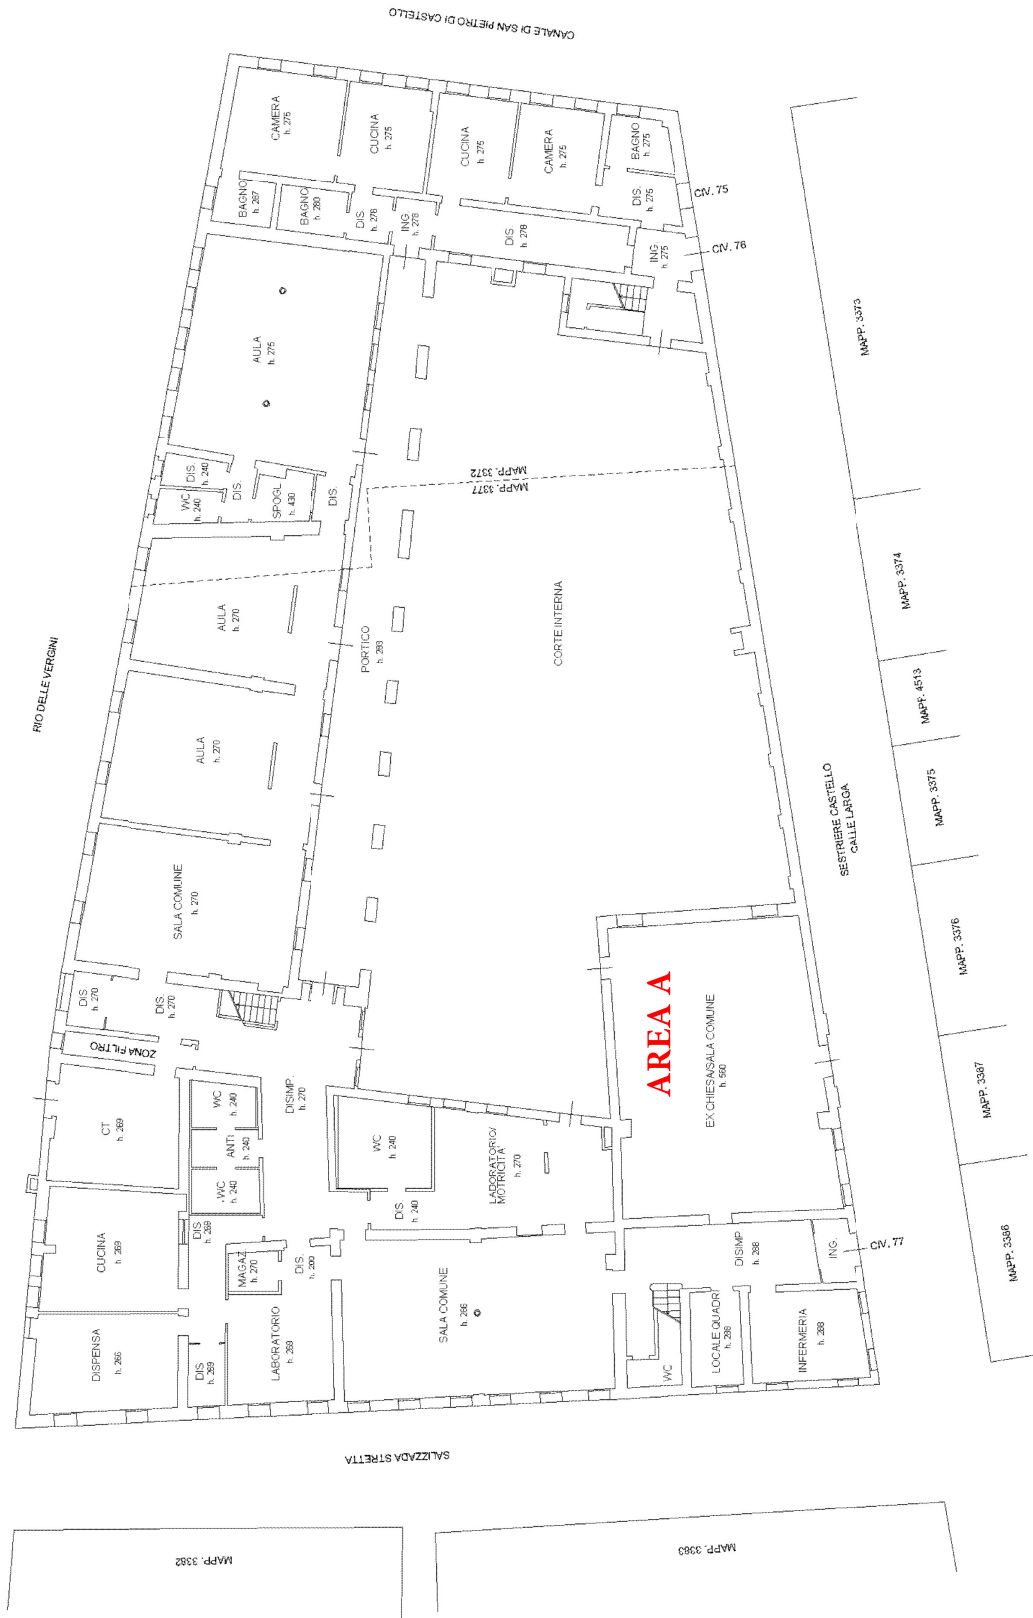 CANALE DI SAN PIETRO DI CASTELLO
CAMERA
h. 275
CUCINA
h. 275
CUCINA
h. 275
CAMERA
h. 275
BAGNO
h. 275
BAGNO
h. 267
BAGNO
h. 280
DIS.
h. 276
ING
h. 278
DIS
h. 278
DIS.
h. 275
CIV. 75
ING.
h. 275
CIV. 76
AULA
h. 275
MAPP. 3373
DIS.
h. 240
WC
h. 240
DIS.
SPOGL
h. 430
DIS.
MAPP. 3372
MAPP. 3377
RIO DELLE VERGINI
AULA
h. 270
PORTICO
h. 283
CORTE INTERNA
MAPP. 3374
MAPP. 4513
AULA
h. 270
MAPP. 3375
SESTRIERE CASTELLO
CALLE LARGA
SALA COMUNE
h. 270
MAPP. 3376
DIS.
h. 270
DIS.
h. 270
ZONA FILTRO
AREA A
EX CHIESA/SALA COMUNE
h. 560
MAPP. 3387
CT
h. 269
WC
h. 240
ANTI
h. 240
WC
h. 240
DISIMP.
h. 270
WC
h. 240
LABORATORIO/
MOTRICITA'
h. 270
DIS.
h. 240
MAPP. 3386
CUCINA
h. 269
DIS
h. 269
MAGAZ
h. 270
DIS.
SALA COMUNE
h. 286
DISIMP
h. 288
ING.
CIV. 77
DISPENSA
h. 266
DIS
h. 269
LABORATORIO
h. 269
WC
LOCALE QUADRI
h. 288
INFERMERIA
h. 288
SALIZZADA STRETTA
MAPP. 3382
MAPP. 3383